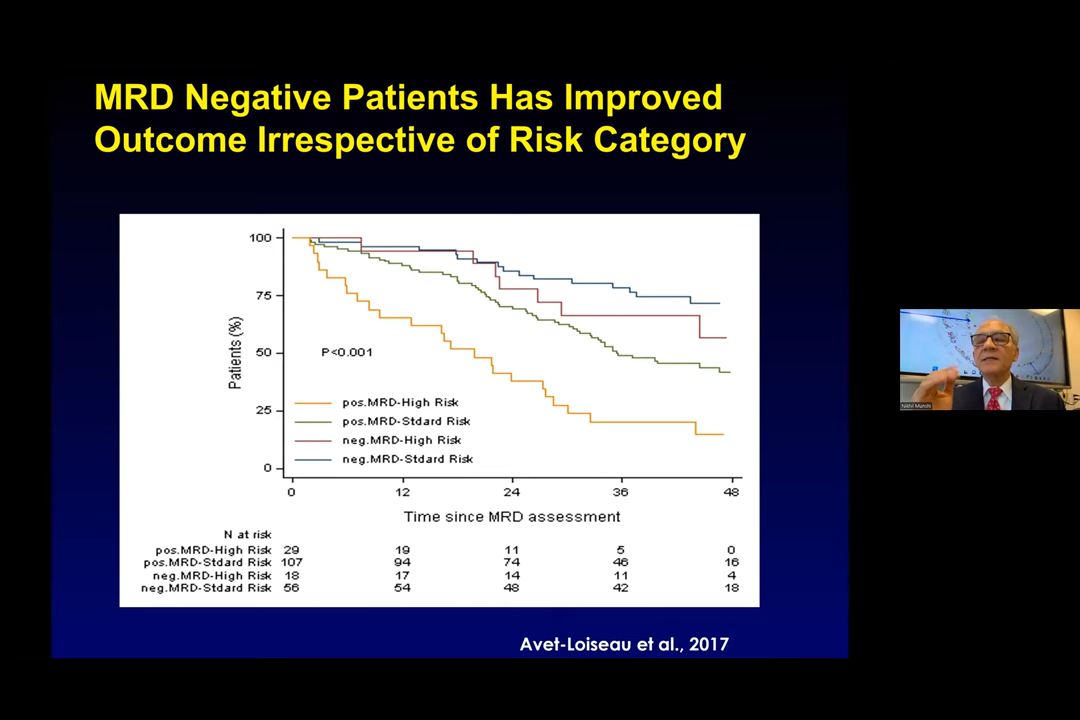 MRD Negative Patients Has Improved
Outcome Irrespective of Risk Category
100
75
50
25
0
Patients (%)
P<0.001
pos.MRD-High Risk
pos.MRD-Stdard Risk
neg.MRD-High Risk
neg.MRD-Stdard Risk
0 12 24 36 48
Time since MRD assessment
N at risk
pos.MRD-High Risk 29 19 11 5 0
pos.MRD-Stdard Risk 107 94 74 46 16
neg.MRD-High Risk 18 17 14 11 4
neg.MRD-Stdard Risk 56 54 48 42 18
Avet-Loiseau et al., 2017
Nikhil Munshi